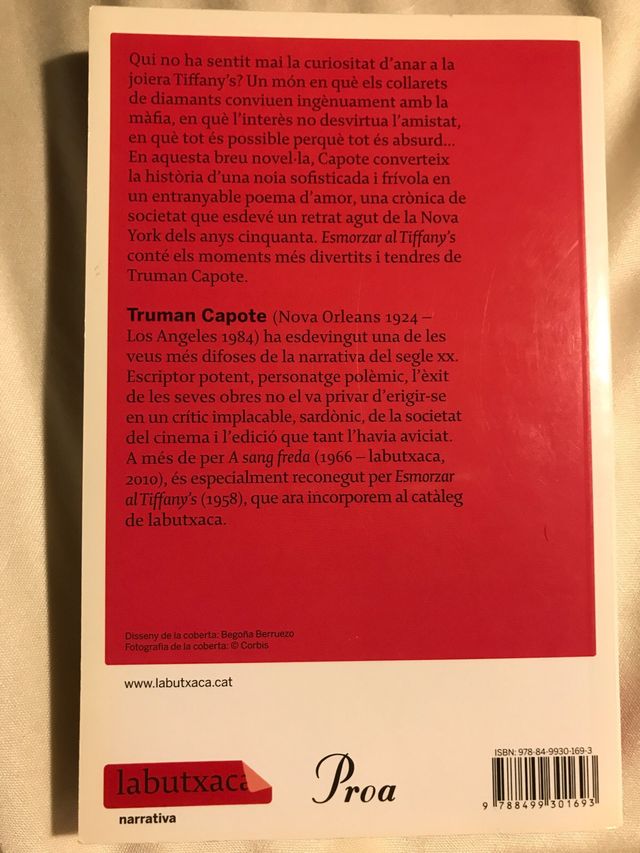 Qui no ha sentit mai la curiositat d'anar a la
joiera Tiffany's? Un món en què els collarets
de diamants conviuen ingènuament amb la
màfia, en què l'interès no desvirtua l'amistat,
en què tot és possible perquè tot és absurd...
En aquesta breu novel·la, Capote converteix
la història d'una noia sofisticada i frívola en
un entranyable poema d'amor, una crònica de
societat que esdevé un retrat agut de la Nova
York dels anys cinquanta. Esmorzar al Tiffany's
conté els moments més divertits i tendres de
Truman Capote.
Truman Capote (Nova Orleans 1924 –
Los Angeles 1984) ha esdevingut una de les
veus més difoses de la narrativa del segle XX.
Escriptor potent, personatge polèmic, l'èxit
de les seves obres no el va privar d'erigir-se
en un crític implacable, sardònic, de la societat
del cinema i l'edició que tant l'havia aviciat.
A més de per A sang freda (1966 – labutxaca,
2010), és especialment reconegut per Esmorzar
al Tiffany's (1958), que ara incorporem al catàleg
de labutxaca.
Disseny de la coberta: Begoña Berruezo
Fotografia de la coberta: © Corbis
www.labutxaca.cat
labutxaca
narrativa
Proa
ISBN: 978-84-9930-169-3
9 788499 301693